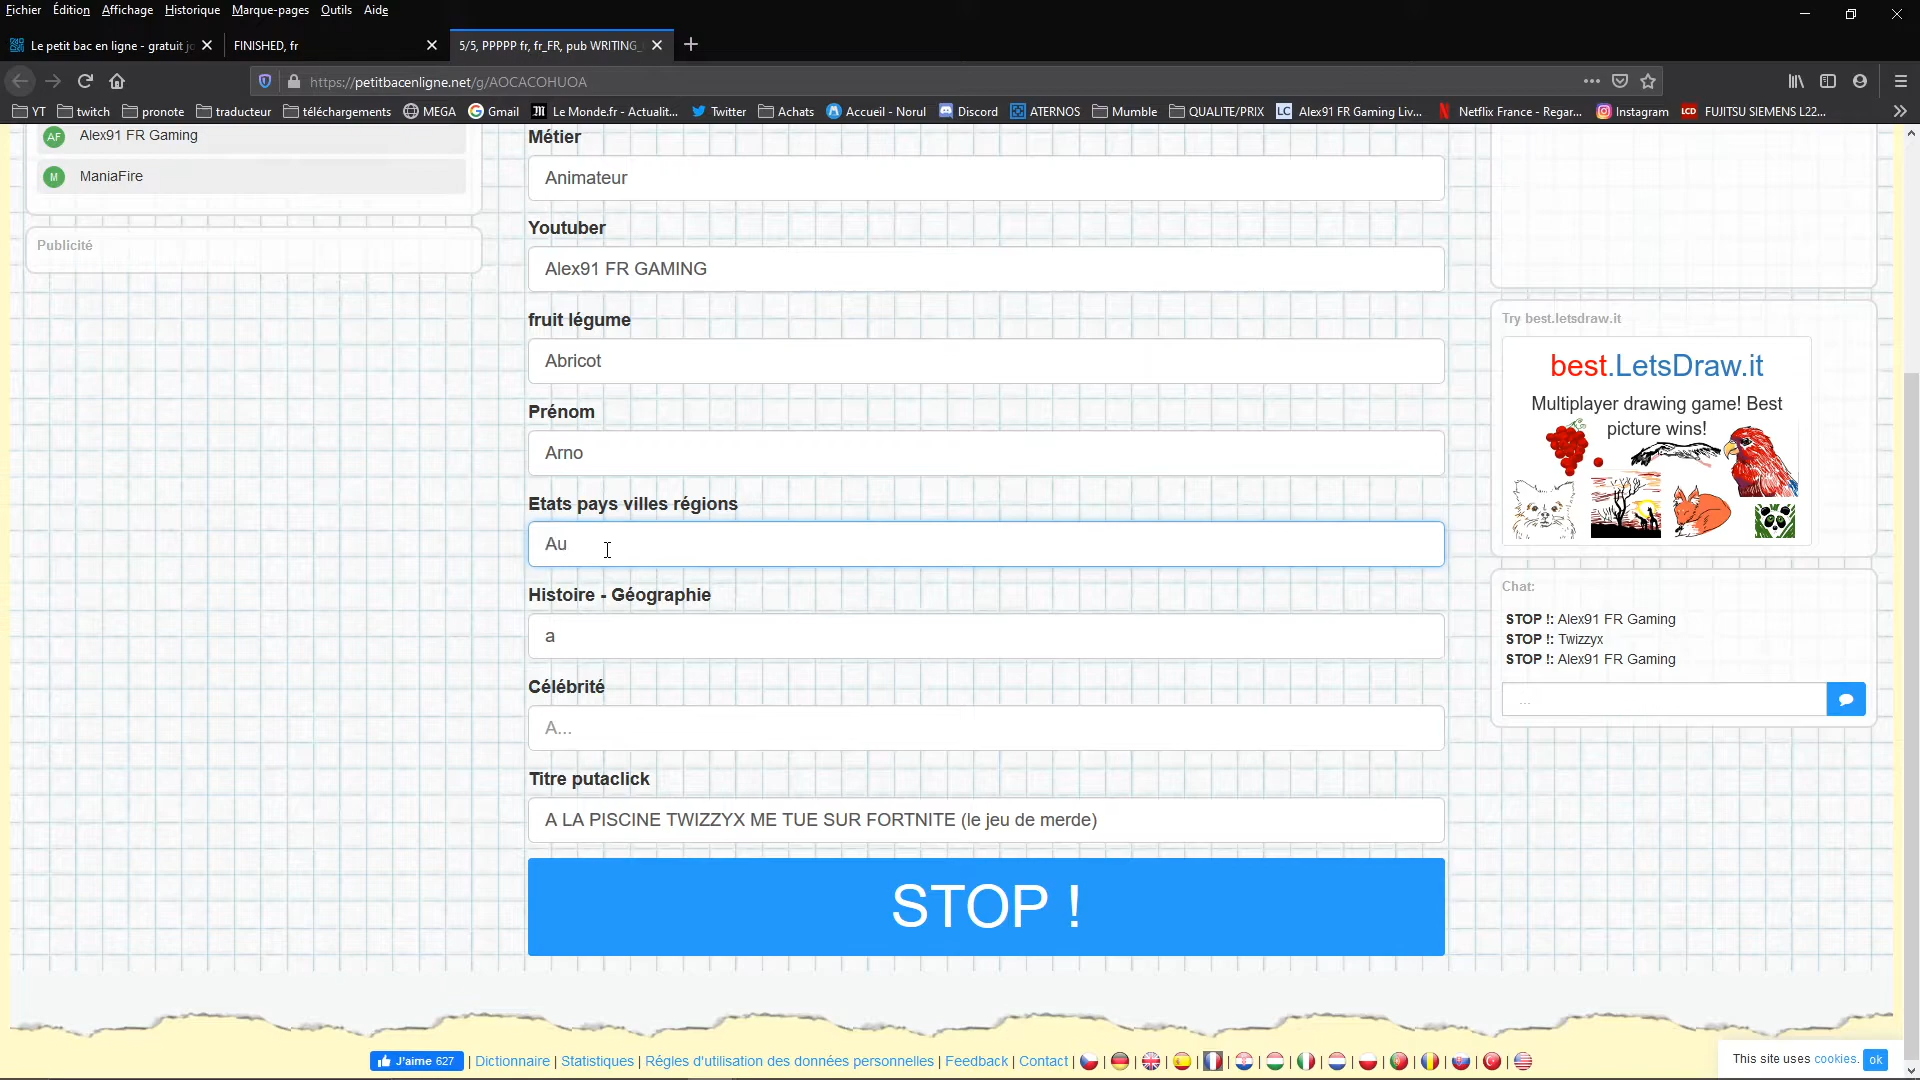 Fichier Édition Affichage Historique Marque-pages Outils Aide
Le petit bac en ligne - gratuit jo
FINISHED, fr
5/5, PPPPP fr, fr_FR, pub WRITING_
https://petitbacenligne.net/g/AOCACOHUOA
YT twitch pronote traducteur téléchargements MEGA Gmail Le Monde.fr - Actualit... Twitter Achats Accueil - Norul Discord ATERNOS Mumble QUALITE/PRIX Alex91 FR Gaming Liv... Netflix France - Regar... Instagram FUJITSU SIEMENS L22...
AF Alex91 FR Gaming
M ManiaFire
Publicité
Métier
Animateur
Youtuber
Alex91 FR GAMING
fruit légume
Abricot
Prénom
Arno
Etats pays villes régions
Au
Histoire - Géographie
a
Célébrité
A...
Titre putaclick
A LA PISCINE TWIZZYX ME TUE SUR FORTNITE (le jeu de merde)
STOP !
Try best.letsdraw.it
best.LetsDraw.it
Multiplayer drawing game! Best
picture wins!
Chat:
STOP !: Alex91 FR Gaming
STOP !: Twizzyx
STOP !: Alex91 FR Gaming
...
J'aime 627 | Dictionnaire | Statistiques | Régles d'utilisation des données personnelles | Feedback | Contact |
This site uses cookies. ok